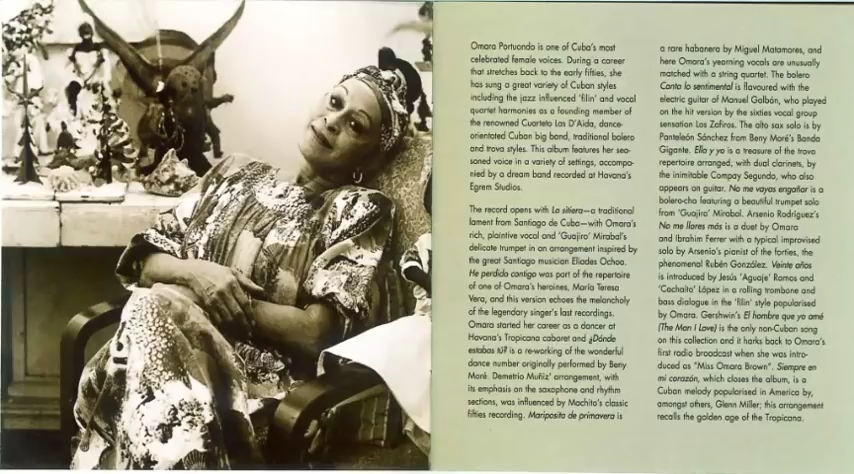 Omara Portuondo is one of Cuba's most
celebrated female voices. During a career
that stretches back to the early fifties, she
has sung a great variety of Cuban styles
including the jazz influenced 'filin' and vocal
quartet harmonies as a founding member of
the renowned Cuarteto Las D'Aida, dance-
orientated Cuban big band, traditional bolero
and trova styles. This album features her sea-
soned voice in a variety of settings, accompa-
nied by a dream band recorded at Havana's
Egrem Studios.
The record opens with La sitiera—a traditional
lament from Santiago de Cuba—with Omara's
rich, plaintive vocal and 'Guajiro' Mirabal's
delicate trumpet in an arrangement inspired by
the great Santiago musician Eliades Ochoa.
He perdido contigo was part of the repertoire
of one of Omara's heroines, María Teresa
Vera, and this version echoes the melancholy
of the legendary singer's last recordings.
Omara started her career as a dancer at
Havana's Tropicana cabaret and ¿Dónde
estabas tú? is a re-working of the wonderful
dance number originally performed by Beny
Moré. Demetrio Muñiz' arrangement, with
its emphasis on the saxophone and rhythm
sections, was influenced by Machito's classic
fifties recording. Mariposita de primavera is
a rare habanera by Miguel Matamores, and
here Omara's yearning vocals are unusually
matched with a string quartet. The bolero
Canta lo sentimental is flavoured with the
electric guitar of Manuel Galbán, who played
on the hit version by the sixties vocal group
sensation Los Zafiros. The alto sax solo is by
Panteleón Sánchez from Beny Moré's Banda
Gigante. Ella y yo is a treasure of the trova
repertoire arranged, with dual clarinets, by
the inimitable Compay Segundo, who also
appears on guitar. No me vayas engañar is a
bolero-cha featuring a beautiful trumpet solo
from 'Guajiro' Mirabal. Arsenio Rodríguez's
No me llores más is a duet by Omara
and Ibrahim Ferrer with a typical improvised
solo by Arsenio's pianist of the forties, the
phenomenal Rubén González. Veinte años
is introduced by Jesús 'Aguaje' Ramos and
'Cachaíto' López in a rolling trombone and
bass dialogue in the 'filin' style popularised
by Omara. Gershwin's El hombre que yo amé
(The Man I Love) is the only non-Cuban song
on this collection and it harks back to Omara's
first radio broadcast when she was intro-
duced as "Miss Omara Brown". Siempre en
mi corazón, which closes the album, is a
Cuban melody popularised in America by,
amongst others, Glenn Miller; this arrangement
recalls the golden age of the Tropicana.